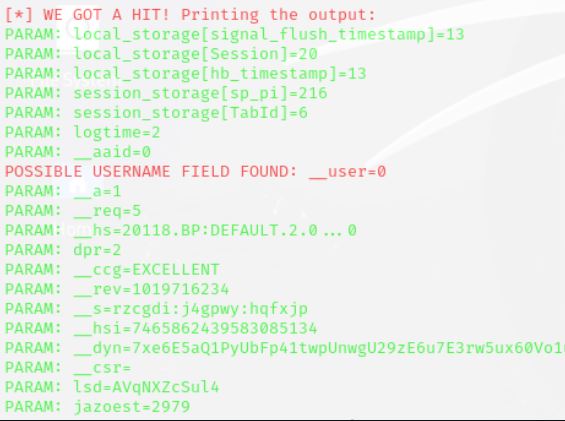 [*] WE GOT A HIT! Printing the output:
PARAM: local_storage[signal_flush_timestamp]=13
PARAM: local_storage[Session]=20
PARAM: local_storage[hb_timestamp]=13
PARAM: session_storage[sp_pi]=216
PARAM: session_storage[TabId]=6
PARAM: logtime=2
PARAM: __aaid=0
POSSIBLE USERNAME FIELD FOUND: __user=0
PARAM: __a=1
PARAM: __req=5
PARAM: __hs=20118.BP:DEFAULT.2.0...0
PARAM: dpr=2
PARAM: __ccg=EXCELLENT
PARAM: __rev=1019716234
PARAM: __s=rzcgdi:j4gpwy:hqfxjp
PARAM: __hsi=7465862439583085134
PARAM: __dyn=7xe6E5aQ1PyUbFp41twpUnwgU29zE6u7E3rw5ux60Vo1
PARAM: __csr=
PARAM: lsd=AVqNXZcSul4
PARAM: jazoest=2979